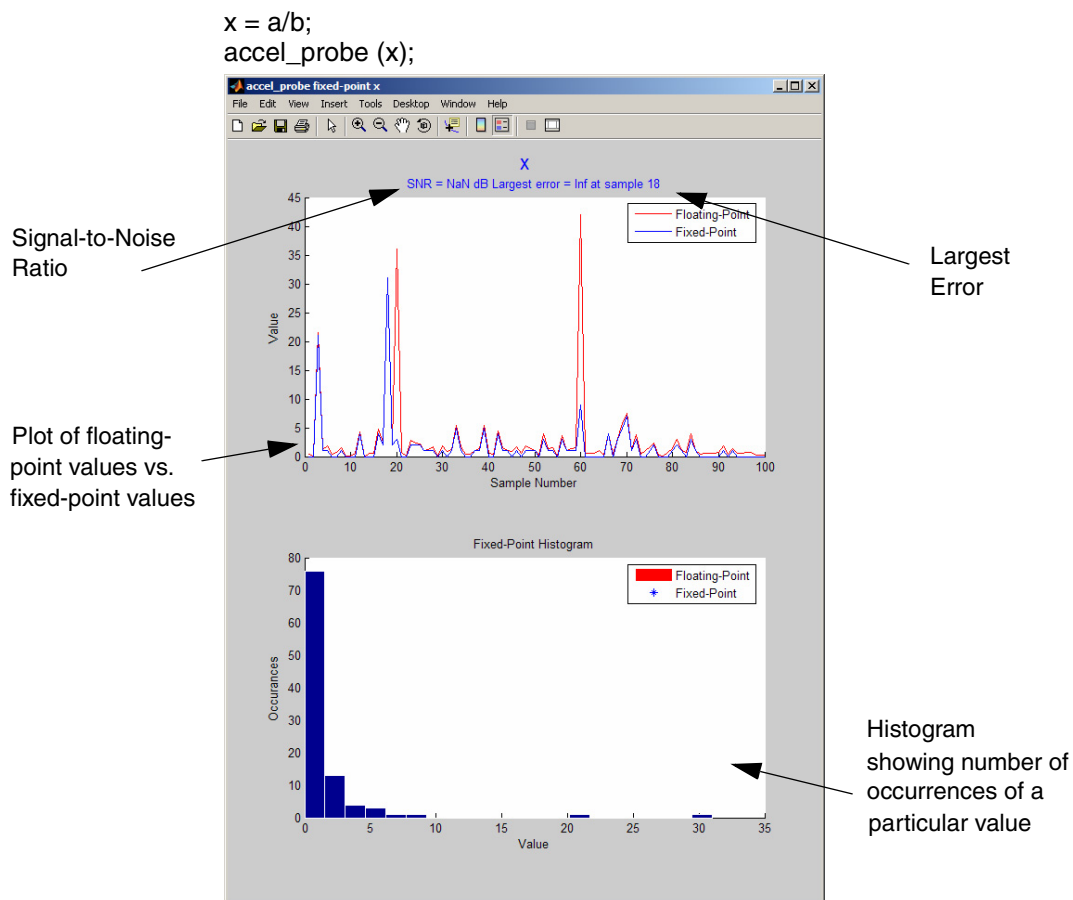 x = a/b;
accel_probe (x);
accel_probe fixed-point x
File Edit View Insert Tools Desktop Window Help
x
SNR = NaN dB Largest error = Inf at sample 18
45
40
35
30
25
20
15
10
5
0
Value
Floating-Point
Fixed-Point
0 10 20 30 40 50 60 70 80 90 100
Sample Number
Signal-to-Noise
Ratio
Largest
Error
Plot of floating-
point values vs.
fixed-point values
Fixed-Point Histogram
80
70
60
50
40
30
20
10
0
Occurances
Floating-Point
Fixed-Point
0 5 10 15 20 25 30 35
Value
Histogram
showing number of
occurrences of a
particular value